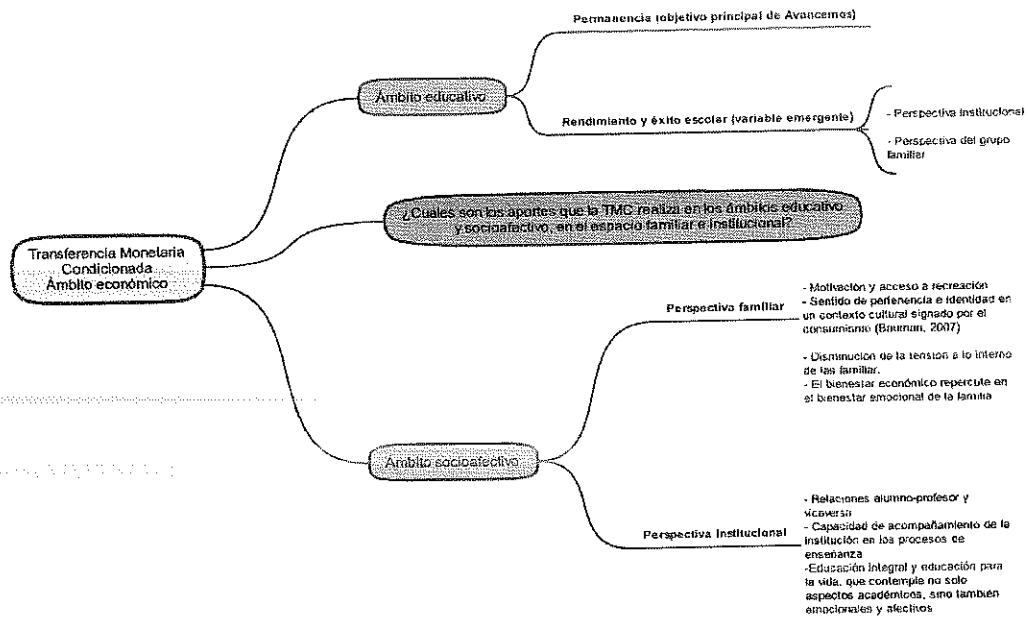 Permanencia (objetivo principal de Avancemos)
Ámbito educativo
Rendimiento y éxito escolar (variable emergente)
- Perspectiva institucional
- Perspectiva del grupo
familiar
¿Cuáles son los aportes que la TMC realiza en los ámbitos educativo
y socioafectivo, en el espacio familiar e institucional?
Transferencia Monetaria
Condicionada
Ámbito económico
Perspectiva familiar
- Motivación y acceso a recreación
- Sentido de pertenencia e identidad en
un contexto cultural signado por el
consumismo (Bauman, 2007)
- Disminución de la tensión a lo interno
de las familiar.
- El bienestar económico repercute en
el bienestar emocional de la familia
Ámbito socioafectivo
Perspectiva institucional
- Relaciones alumno-profesor y
viceversa
- Capacidad de acompañamiento de la
institución en los procesos de
enseñanza
-Educación integral y educación para
la vida, que contemple no solo
aspectos académicos, sino también
emocionales y afectivos